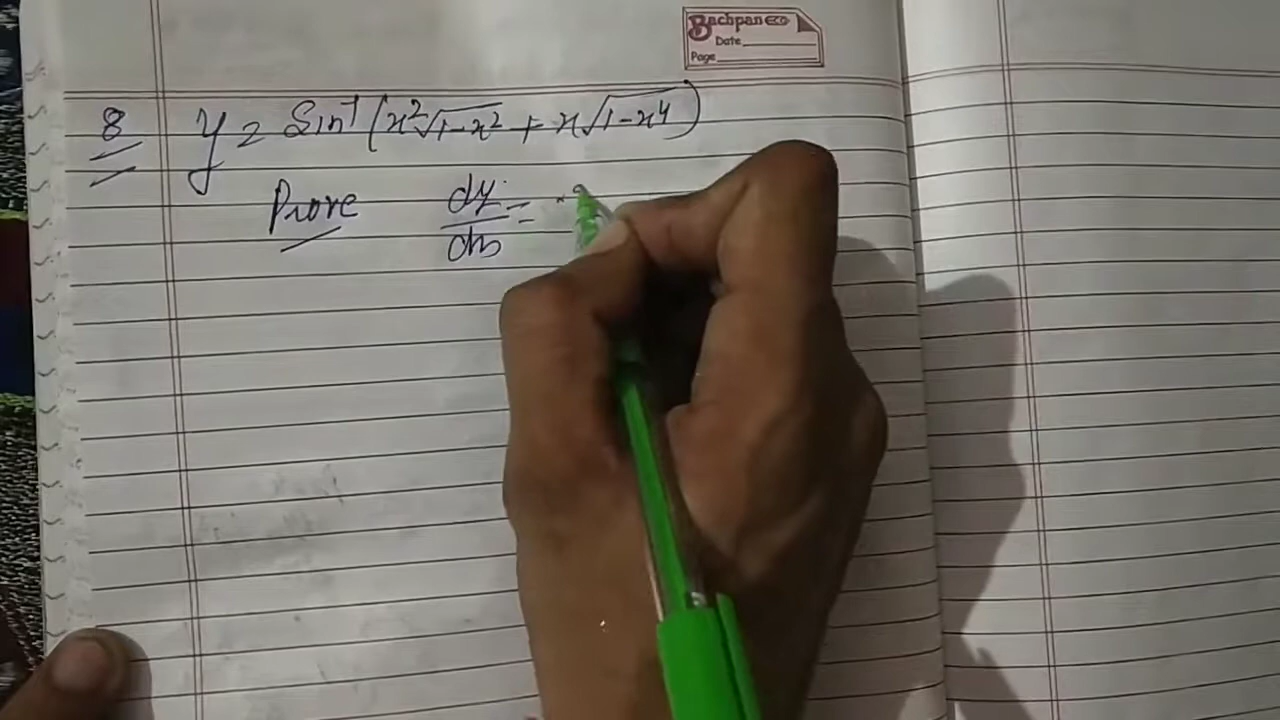 Bachpan
Date
Page
8 y = Sin⁻¹(x²√1-x² + x√1-x⁴)
Prove dy/dx =